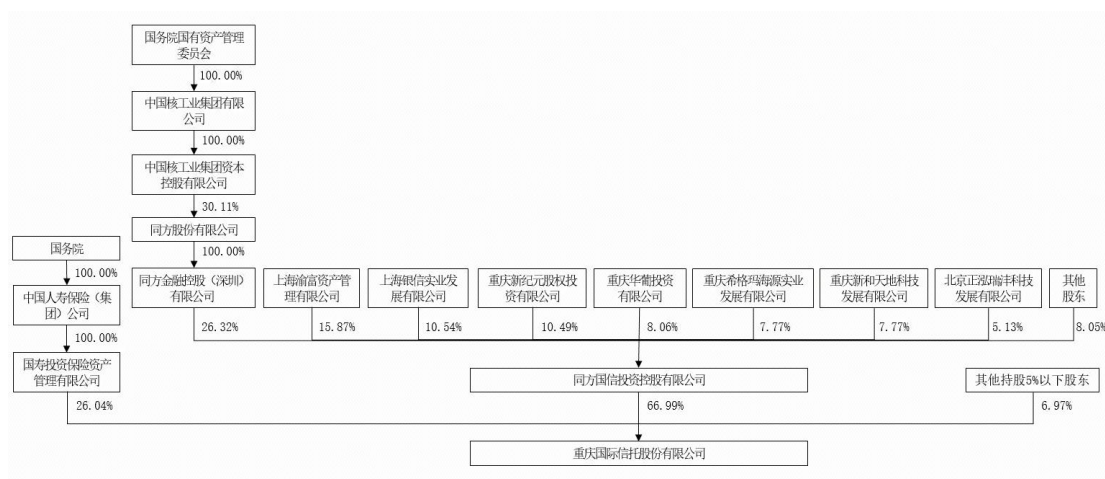 国务院国有资产管理
委员会
100.00%
中国核工业集团有限
公司
100.00%
中国核工业集团资本
控股有限公司
30.11%
同方股份有限公司
100.00%
国务院
100.00%
中国人寿保险（集
团）公司
100.00%
国寿投资保险资产
管理有限公司
26.04%
同方金融控股（深圳）
有限公司
26.32%
上海渝富资产管
理有限公司
15.87%
上海银信实业发
展有限公司
10.54%
重庆新纪元股权投
资有限公司
10.49%
重庆华葡投资
有限公司
8.06%
重庆希格玛海源实业
发展有限公司
7.77%
重庆新和天地科技
发展有限公司
7.77%
北京正泓瑞沣科技
发展有限公司
5.13%
其他
股东
8.05%
同方国信投资控股有限公司
66.99%
其他持股5%以下股东
6.97%
重庆国际信托股份有限公司